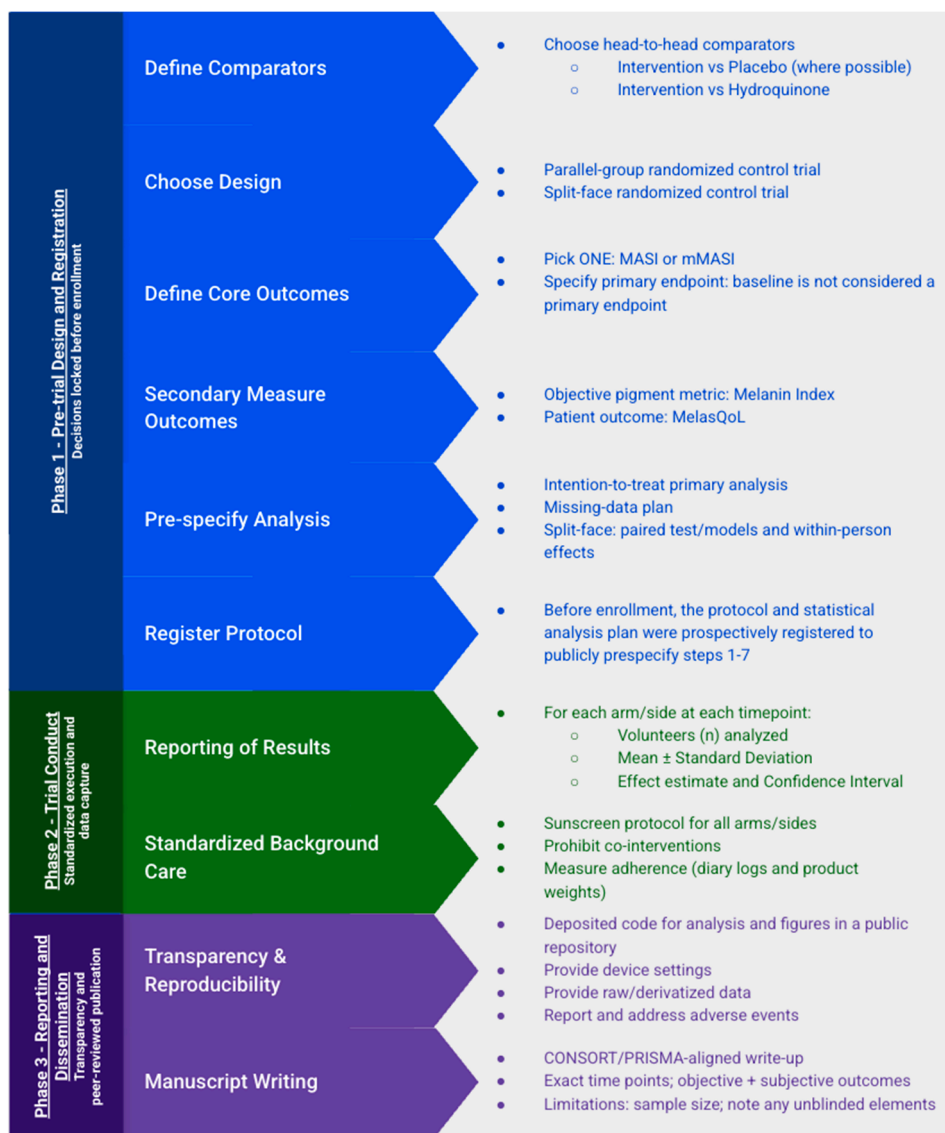 Phase 1 - Pre-trial Design and Registration
Decisions locked before enrollment
Define Comparators
● Choose head-to-head comparators
○ Intervention vs Placebo (where possible)
○ Intervention vs Hydroquinone
Choose Design
● Parallel-group randomized control trial
● Split-face randomized control trial
Define Core Outcomes
● Pick ONE: MASI or mMASI
● Specify primary endpoint: baseline is not considered a
primary endpoint
Secondary Measure
Outcomes
● Objective pigment metric: Melanin Index
● Patient outcome: MelasQoL
Pre-specify Analysis
● Intention-to-treat primary analysis
● Missing-data plan
● Split-face: paired test/models and within-person
effects
Register Protocol
● Before enrollment, the protocol and statistical
analysis plan were prospectively registered to
publicly prespecify steps 1-7
Phase 2 - Trial Conduct
Standardized execution and
data capture
Reporting of Results
● For each arm/side at each timepoint:
○ Volunteers (n) analyzed
○ Mean ± Standard Deviation
○ Effect estimate and Confidence Interval
Standardized Background
Care
● Sunscreen protocol for all arms/sides
● Prohibit co-interventions
● Measure adherence (diary logs and product
weights)
Phase 3 - Reporting and
Dissemination
Transparency and
peer-reviewed publication
Transparency &
Reproducibility
● Deposited code for analysis and figures in a public
repository
● Provide device settings
● Provide raw/derivatized data
● Report and address adverse events
Manuscript Writing
● CONSORT/PRISMA-aligned write-up
● Exact time points; objective + subjective outcomes
● Limitations: sample size; note any unblinded elements